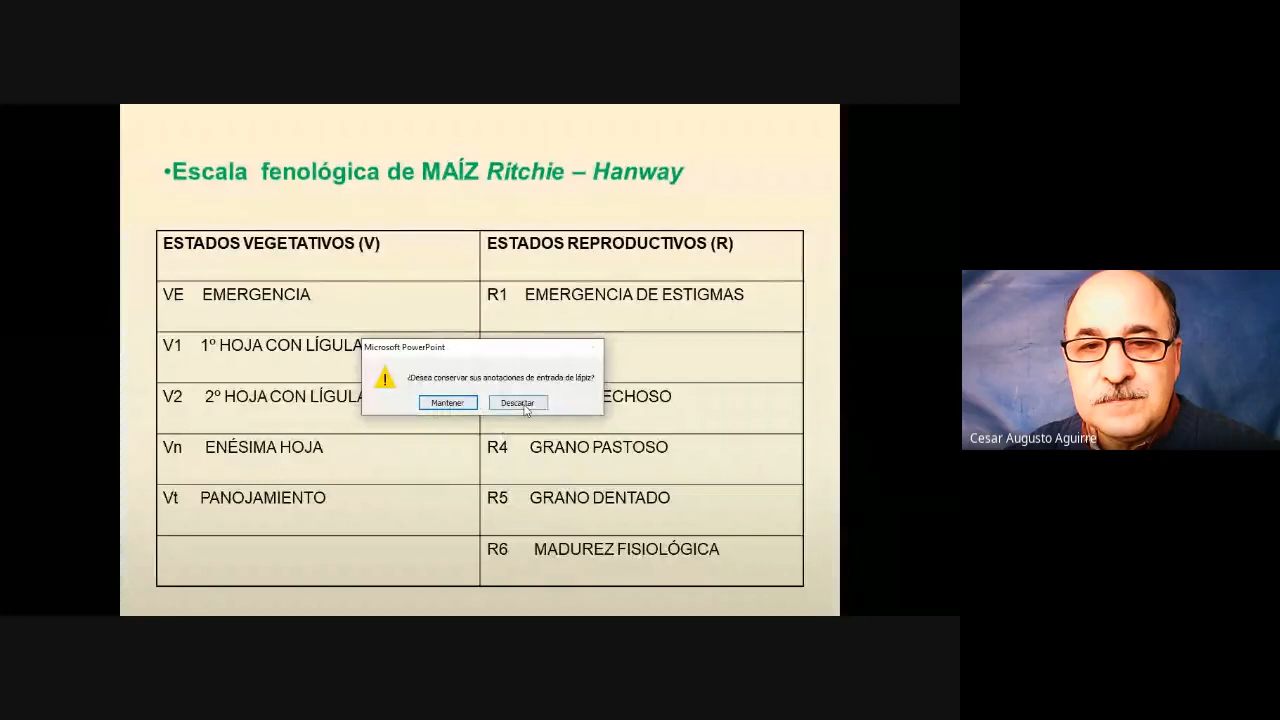 •Escala fenológica de MAÍZ Ritchie – Hanway
ESTADOS VEGETATIVOS (V) ESTADOS REPRODUCTIVOS (R)
VE EMERGENCIA R1 EMERGENCIA DE ESTIGMAS
V1 1º HOJA CON LÍGULA
Microsoft PowerPoint
¿Desea conservar sus anotaciones de entrada de lápiz?
Mantener Descartar
V2 2º HOJA CON LÍGULA ECHOSO
Vn ENÉSIMA HOJA R4 GRANO PASTOSO
Vt PANOJAMIENTO R5 GRANO DENTADO
R6 MADUREZ FISIOLÓGICA
Cesar Augusto Aguirre